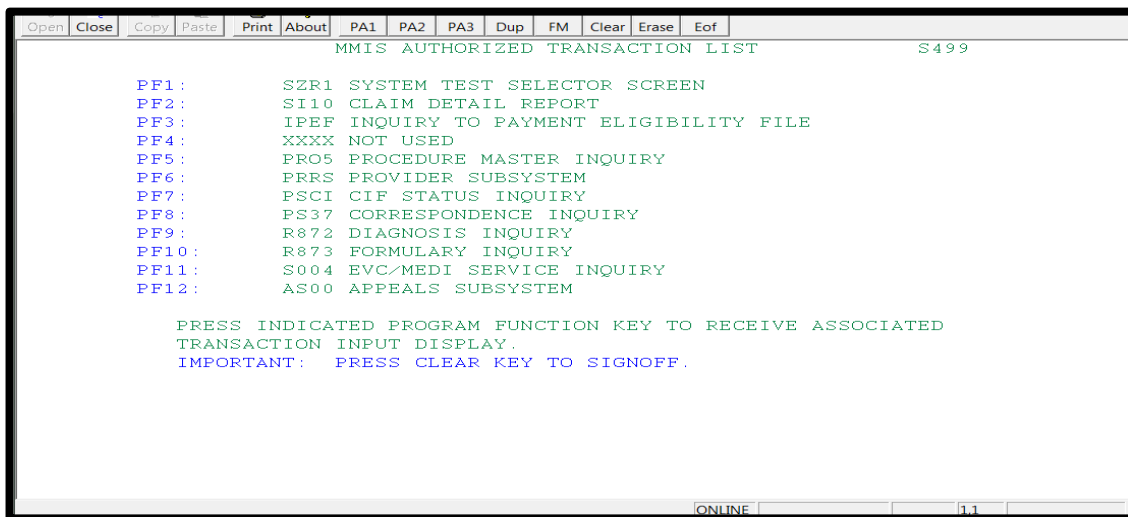 Open Close Copy Paste Print About PA1 PA2 PA3 Dup FM Clear Erase Eof
MMIS AUTHORIZED TRANSACTION LIST S499
PF1: SZR1 SYSTEM TEST SELECTOR SCREEN
PF2: SI10 CLAIM DETAIL REPORT
PF3: IPEF INQUIRY TO PAYMENT ELIGIBILITY FILE
PF4: XXXX NOT USED
PF5: PRO5 PROCEDURE MASTER INQUIRY
PF6: PRRS PROVIDER SUBSYSTEM
PF7: PSCI CIF STATUS INQUIRY
PF8: PS37 CORRESPONDENCE INQUIRY
PF9: R872 DIAGNOSIS INQUIRY
PF10: R873 FORMULARY INQUIRY
PF11: S004 EVC/MEDI SERVICE INQUIRY
PF12: AS00 APPEALS SUBSYSTEM
PRESS INDICATED PROGRAM FUNCTION KEY TO RECEIVE ASSOCIATED
TRANSACTION INPUT DISPLAY.
IMPORTANT: PRESS CLEAR KEY TO SIGNOFF.
ONLINE 1,1